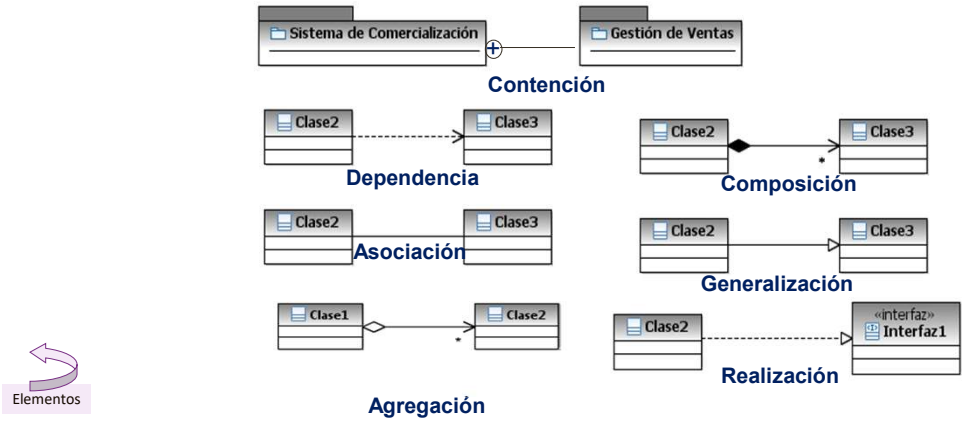 Sistema de Comercialización
Gestión de Ventas
Contención
Clase2
Clase3
Dependencia
Clase2
Clase3
*
Composición
Clase2
Clase3
Asociación
Clase2
Clase3
Generalización
Clase1
Clase2
*
Agregación
Clase2
«interfaz»
Interfaz1
Realización
Elementos